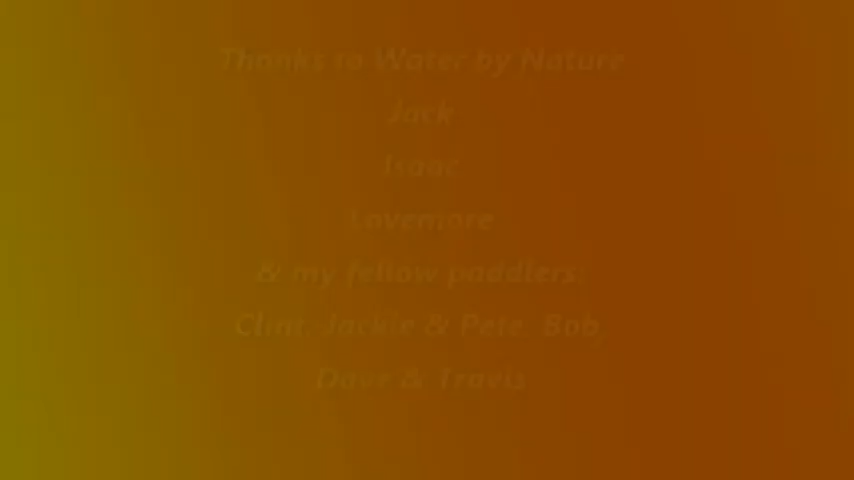 Thanks to Water by Nature
Jack
Isaac
Lovemore
& my fellow paddlers
Clint, Jackie & Pete, Bob,
Dave & Travis